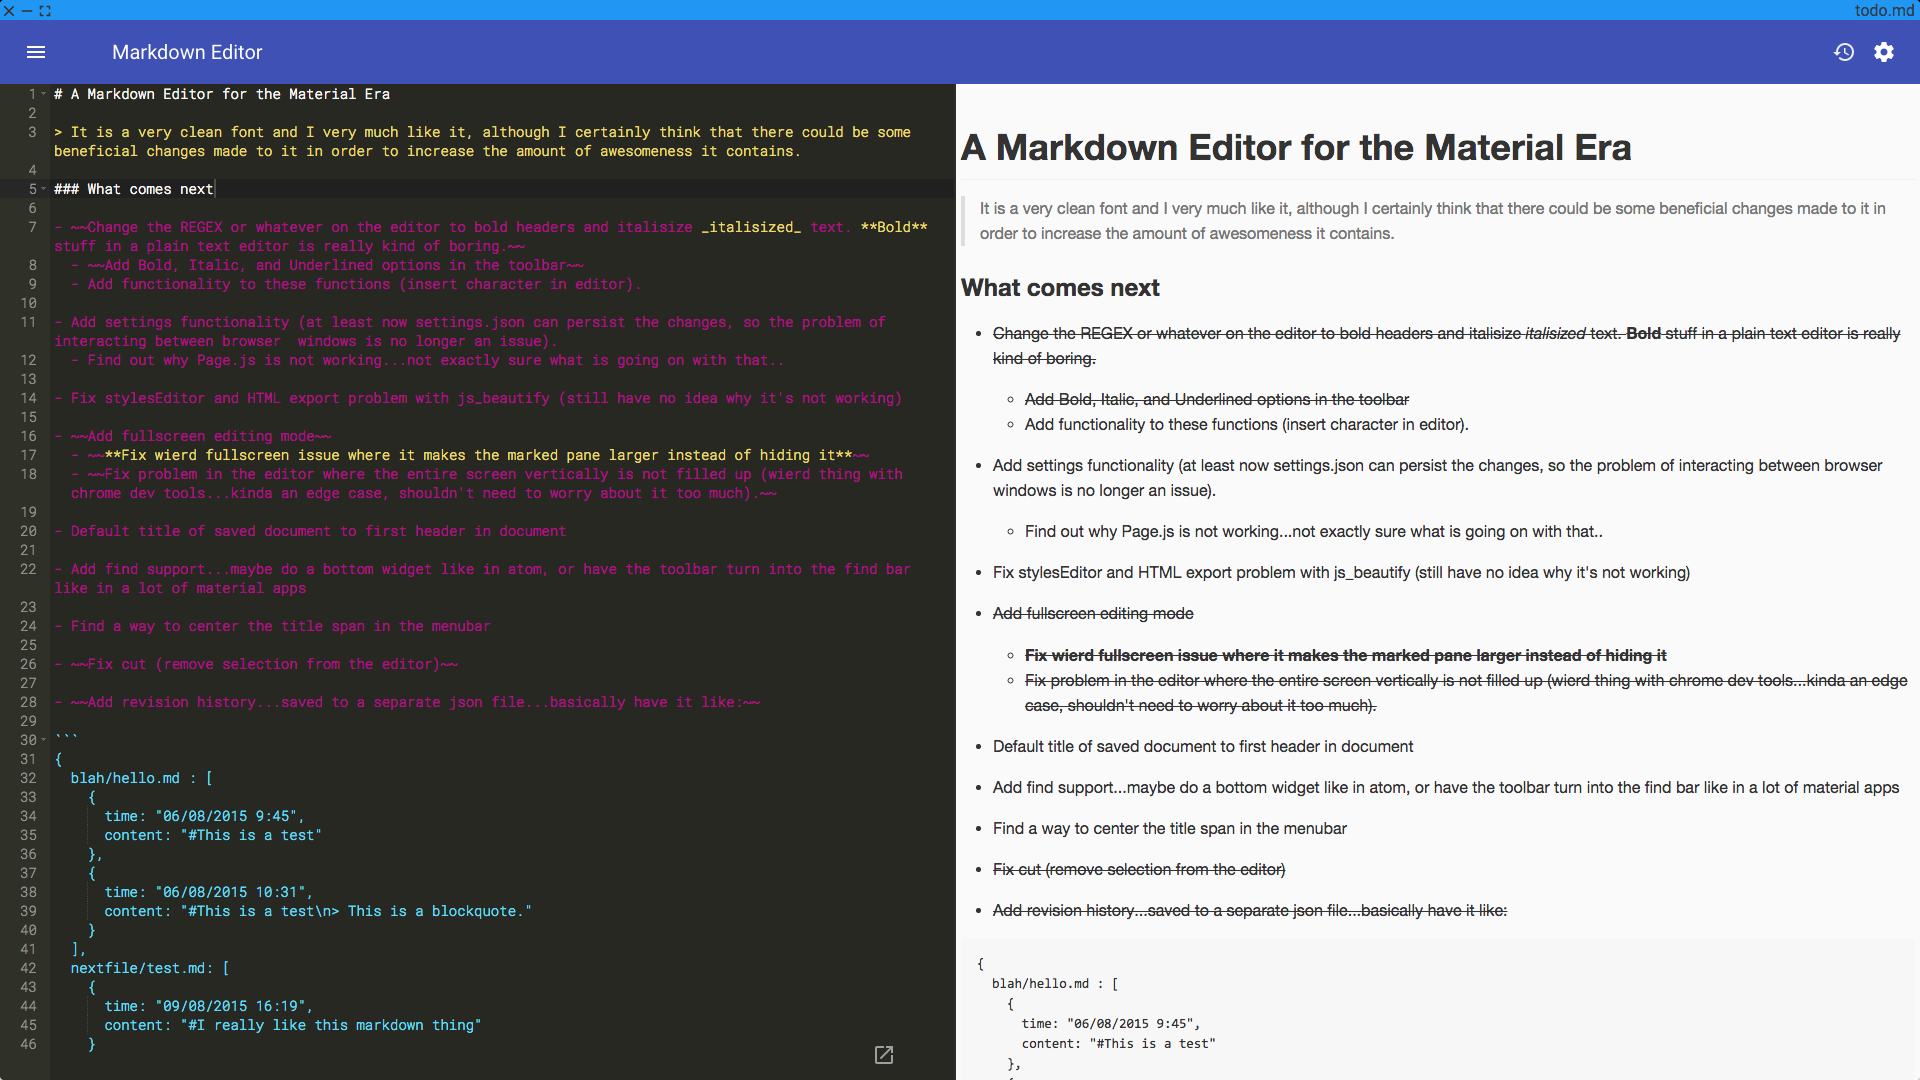 todo.md
Markdown Editor
1 # A Markdown Editor for the Material Era
2
3 > It is a very clean font and I very much like it, although I certainly think that there could be some
beneficial changes made to it in order to increase the amount of awesomeness it contains.
4
5 ### What comes next
6
7 - ~~Change the REGEX or whatever on the editor to bold headers and italisize _italisized_ text. **Bold**
stuff in a plain text editor is really kind of boring.~~
8 - ~~Add Bold, Italic, and Underlined options in the toolbar~~
9 - Add functionality to these functions (insert character in editor).
10
11 - Add settings functionality (at least now settings.json can persist the changes, so the problem of
interacting between browser  windows is no longer an issue).
12 - Find out why Page.js is not working...not exactly sure what is going on with that..
13
14 - Fix stylesEditor and HTML export problem with js_beautify (still have no idea why it's not working)
15
16 - ~~Add fullscreen editing mode~~
17 - ~~**Fix wierd fullscreen issue where it makes the marked pane larger instead of hiding it**~~
18 - ~~Fix problem in the editor where the entire screen vertically is not filled up (wierd thing with
chrome dev tools...kinda an edge case, shouldn't need to worry about it too much).~~
19
20 - Default title of saved document to first header in document
21
22 - Add find support...maybe do a bottom widget like in atom, or have the toolbar turn into the find bar
like in a lot of material apps
23
24 - Find a way to center the title span in the menubar
25
26 - ~~Fix cut (remove selection from the editor)~~
27
28 - ~~Add revision history...saved to a separate json file...basically have it like:~~
29
30 ```
31 {
32 blah/hello.md : [
33 {
34 time: "06/08/2015 9:45",
35 content: "#This is a test"
36 },
37 {
38 time: "06/08/2015 10:31",
39 content: "#This is a test\n> This is a blockquote."
40 }
41 ],
42 nextfile/test.md: [
43 {
44 time: "09/08/2015 16:19",
45 content: "#I really like this markdown thing"
46 }
A Markdown Editor for the Material Era
It is a very clean font and I very much like it, although I certainly think that there could be some beneficial changes made to it in
order to increase the amount of awesomeness it contains.
What comes next
• Change the REGEX or whatever on the editor to bold headers and italisize italisized text. Bold stuff in a plain text editor is really
kind of boring.
◦ Add Bold, Italic, and Underlined options in the toolbar
◦ Add functionality to these functions (insert character in editor).
• Add settings functionality (at least now settings.json can persist the changes, so the problem of interacting between browser
windows is no longer an issue).
◦ Find out why Page.js is not working...not exactly sure what is going on with that..
• Fix stylesEditor and HTML export problem with js_beautify (still have no idea why it's not working)
• Add fullscreen editing mode
◦ Fix wierd fullscreen issue where it makes the marked pane larger instead of hiding it
◦ Fix problem in the editor where the entire screen vertically is not filled up (wierd thing with chrome dev tools...kinda an edge
case, shouldn't need to worry about it too much).
• Default title of saved document to first header in document
• Add find support...maybe do a bottom widget like in atom, or have the toolbar turn into the find bar like in a lot of material apps
• Find a way to center the title span in the menubar
• Fix cut (remove selection from the editor)
• Add revision history...saved to a separate json file...basically have it like:
{
blah/hello.md : [
{
time: "06/08/2015 9:45",
content: "#This is a test"
},